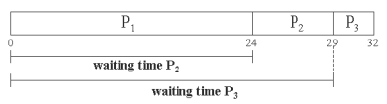 P1 P2 P3
0 24 29 32
waiting time P2
waiting time P3